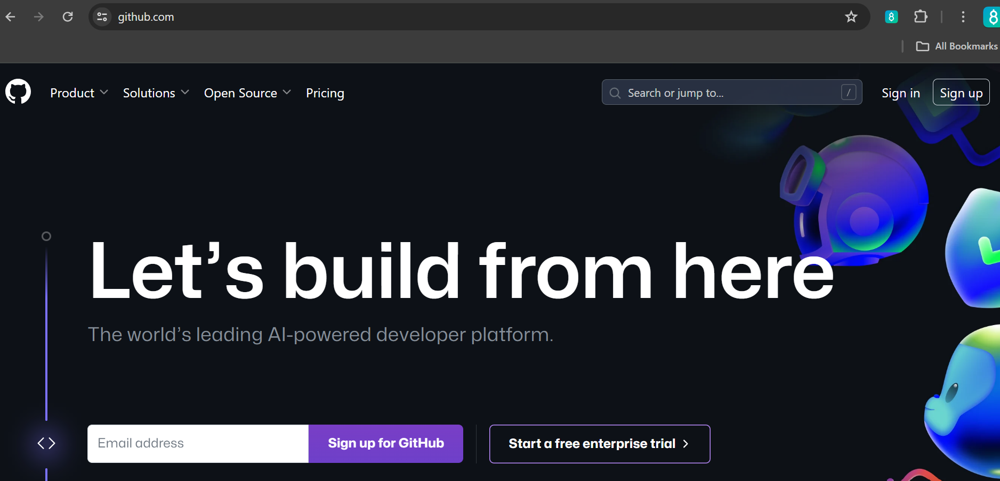 github.com
All Bookmarks
Product
Solutions
Open Source
Pricing
Search or jump to...
/
Sign in
Sign up
Let’s build from here
The world’s leading AI-powered developer platform.
Email address
Sign up for GitHub
Start a free enterprise trial